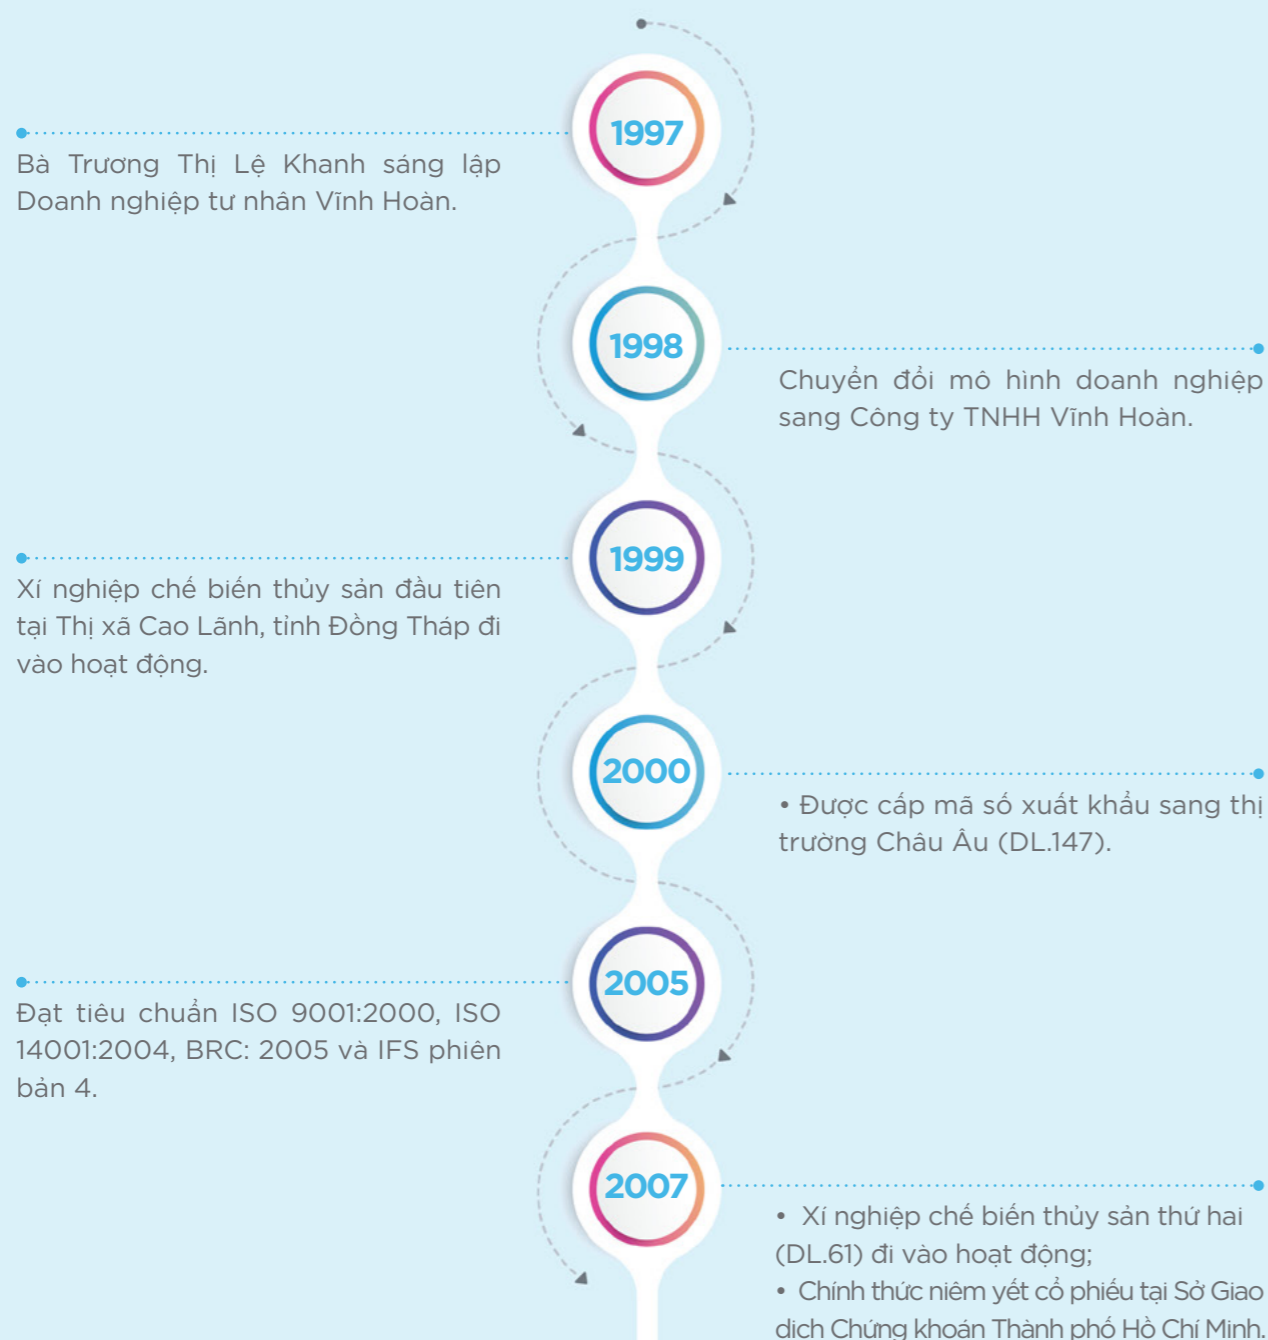 1997
Bà Trương Thị Lệ Khanh sáng lập
Doanh nghiệp tư nhân Vĩnh Hoàn.
1998
Chuyển đổi mô hình doanh nghiệp
sang Công ty TNHH Vĩnh Hoàn.
1999
Xí nghiệp chế biến thủy sản đầu tiên
tại Thị xã Cao Lãnh, tỉnh Đồng Tháp đi
vào hoạt động.
2000
• Được cấp mã số xuất khẩu sang thị
trường Châu Âu (DL.147).
2005
Đạt tiêu chuẩn ISO 9001:2000, ISO
14001:2004, BRC: 2005 và IFS phiên
bản 4.
2007
• Xí nghiệp chế biến thủy sản thứ hai
(DL.61) đi vào hoạt động;
• Chính thức niêm yết cổ phiếu tại Sở Giao
dịch Chứng khoán Thành phố Hồ Chí Minh.